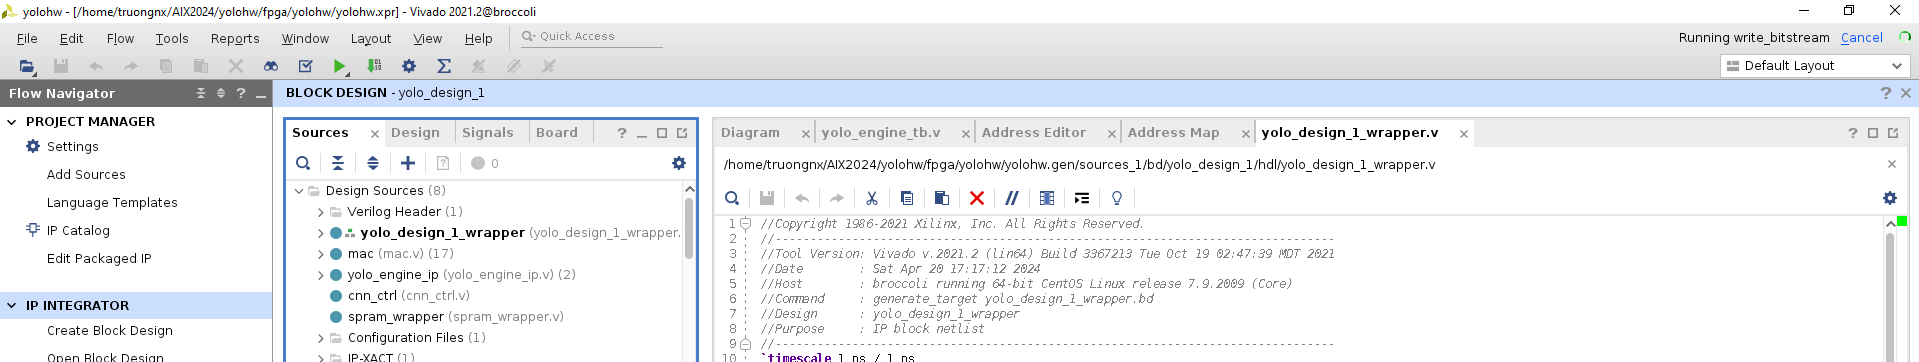 yolohw - [/home/truongnx/AIX2024/yolohw/fpga/yolohw/yolohw.xpr] - Vivado 2021.2@broccoli
File Edit Flow Tools Reports Window Layout View Help Quick Access Running write_bitstream Cancel
Default Layout
Flow Navigator ?
BLOCK DESIGN - yolo_design_1 ?
PROJECT MANAGER
Settings
Add Sources
Language Templates
IP Catalog
Edit Packaged IP
IP INTEGRATOR
Create Block Design
Open Block Design
Sources Design Signals Board ?
0
Design Sources (8)
Verilog Header (1)
yolo_design_1_wrapper (yolo_design_1_wrapper.
mac (mac.v) (17)
yolo_engine_ip (yolo_engine_ip.v) (2)
cnn_ctrl (cnn_ctrl.v)
spram_wrapper (spram_wrapper.v)
Configuration Files (1)
IP-XACT (1)
Diagram yolo_engine_tb.v Address Editor Address Map yolo_design_1_wrapper.v ?
/home/truongnx/AIX2024/yolohw/fpga/yolohw/yolohw.gen/sources_1/bd/yolo_design_1/hdl/yolo_design_1_wrapper.v
1 //Copyright 1986-2021 Xilinx, Inc. All Rights Reserved.
2 //--------------------------------------------------------------------------------
3 //Tool Version: Vivado v.2021.2 (lin64) Build 3367213 Tue Oct 19 02:47:39 MDT 2021
4 //Date        : Sat Apr 20 17:17:12 2024
5 //Host        : broccoli running 64-bit CentOS Linux release 7.9.2009 (Core)
6 //Command     : generate_target yolo_design_1_wrapper.bd
7 //Design      : yolo_design_1_wrapper
8 //Purpose     : IP block netlist
9 //--------------------------------------------------------------------------------
10 `timescale 1 ps / 1 ps